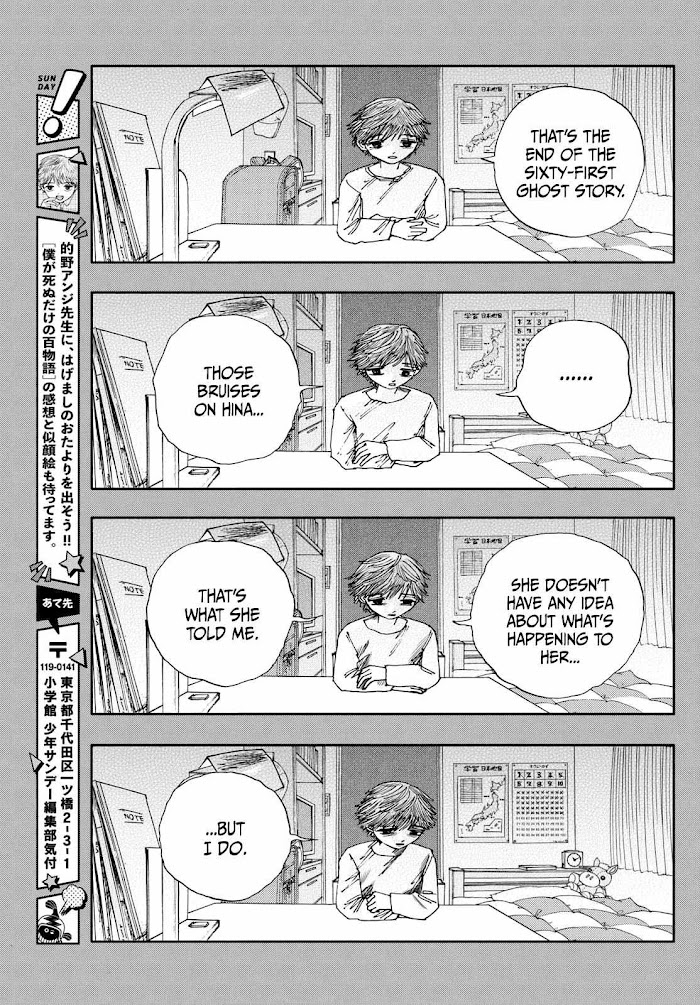 THAT'S THE
END OF THE
SIXTY-FIRST
GHOST STORY.
......
THOSE
BRUISES
ON HINA...
SHE DOESN'T
HAVE ANY IDEA
ABOUT WHAT'S
HAPPENING TO
HER...
THAT'S
WHAT SHE
TOLD ME.
...BUT
I DO.
NOTE
NOTE
NOTE
NOTE
SUN
DAY
的野アンジ先生に、はげましのおたよりを出そう!!
[僕が死ぬだけの百物語]の感想と似顔絵も待ってます。
あて先
〒
119-0141
東京都千代田区一ツ橋2-3-1
小学館 少年サンデー編集部気付